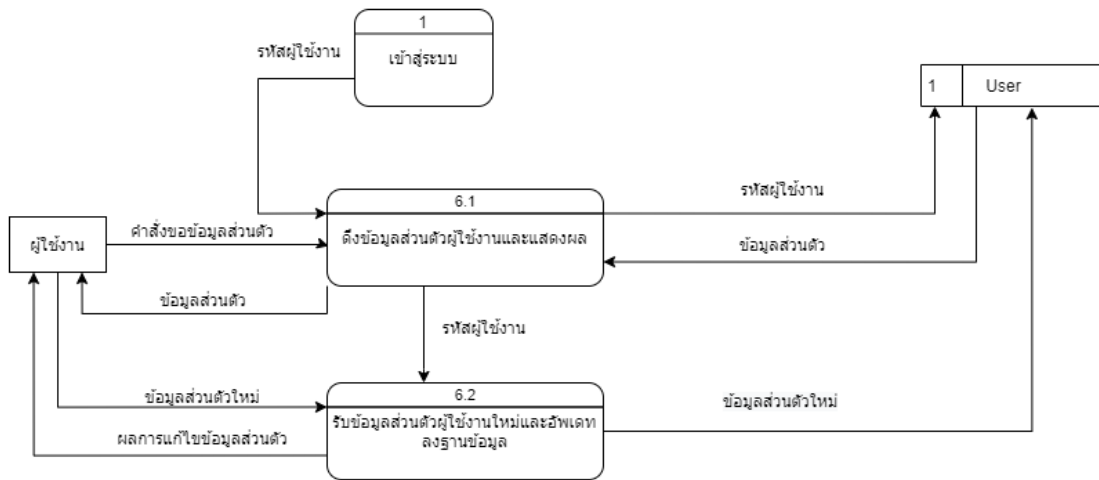 1
รหัสผู้ใช้งาน
เข้าสู่ระบบ
1 User
รหัสผู้ใช้งาน
6.1
ผู้ใช้งาน
คำสั่งขอข้อมูลส่วนตัว
ดึงข้อมูลส่วนตัวผู้ใช้งานและแสดงผล
ข้อมูลส่วนตัว
ข้อมูลส่วนตัว
รหัสผู้ใช้งาน
6.2
ข้อมูลส่วนตัวใหม่
ข้อมูลส่วนตัวใหม่
รับข้อมูลส่วนตัวผู้ใช้งานใหม่และอัพเดท
ลงฐานข้อมูล
ผลการแก้ไขข้อมูลส่วนตัว